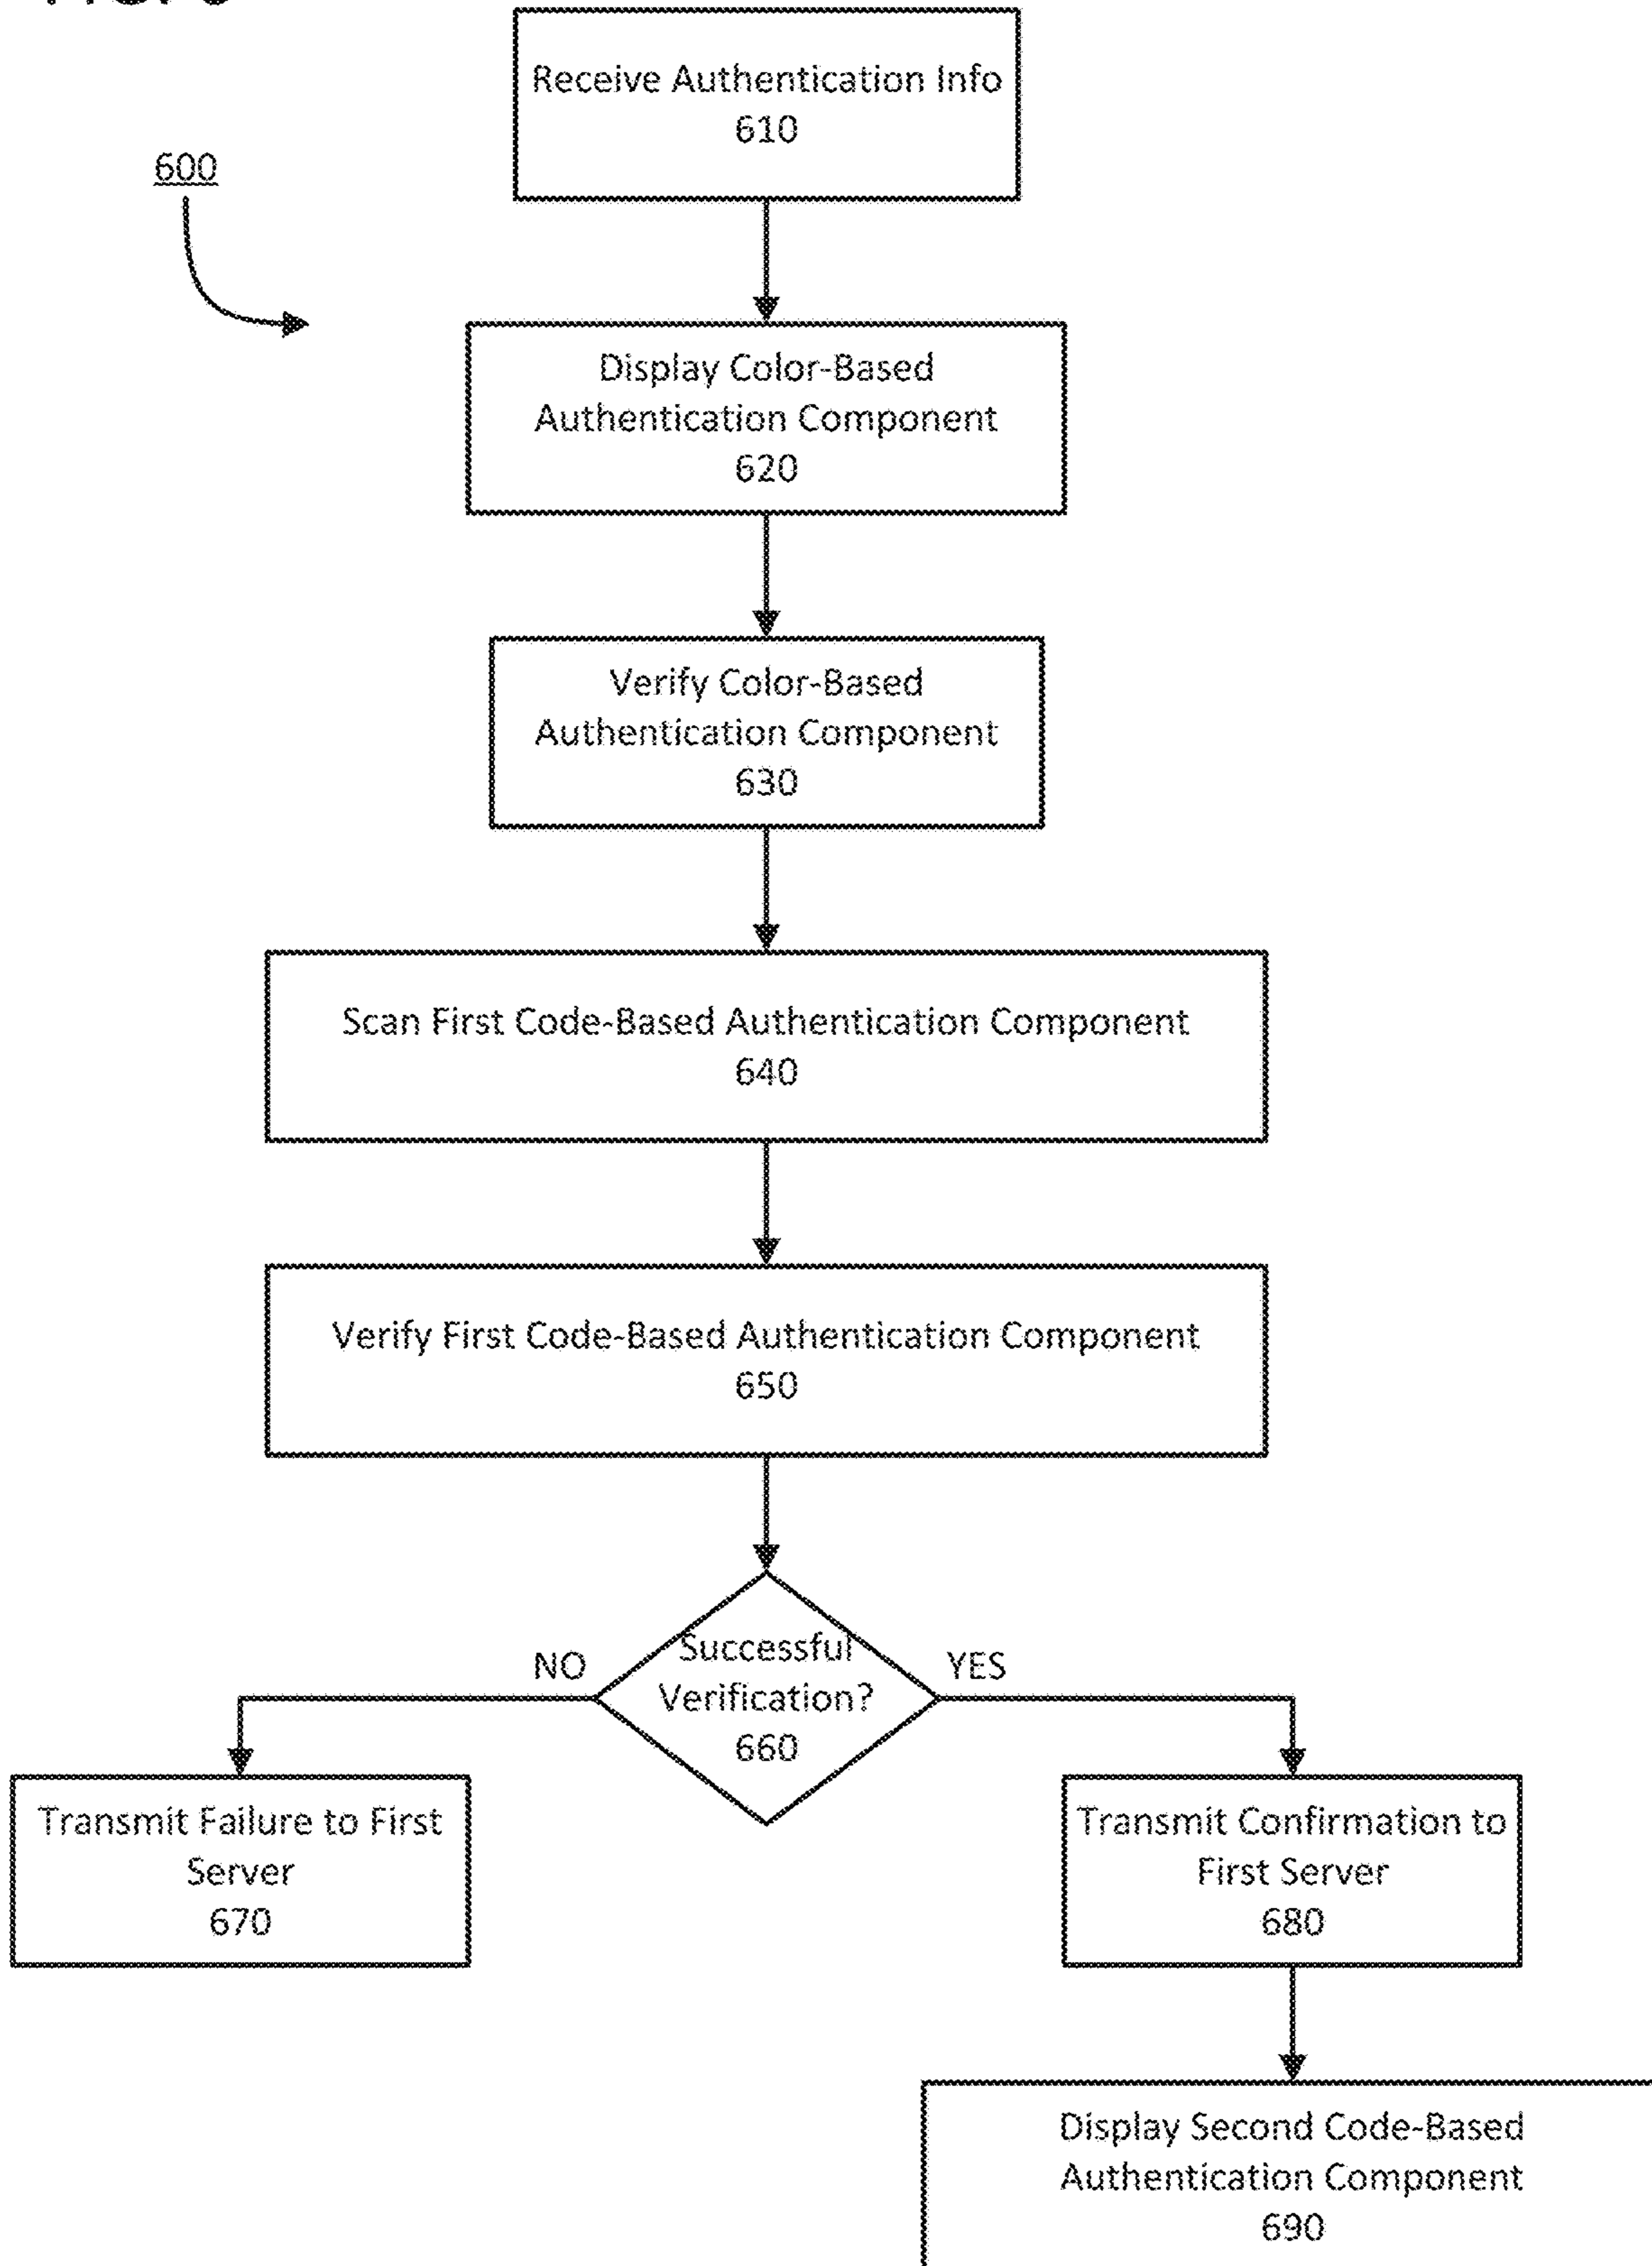 600
Receive Authentication Info
610
Display Color-Based
Authentication Component
620
Verify Color-Based
Authentication Component
630
Scan First Code-Based Authentication Component
640
Verify First Code-Based Authentication Component
650
Successful
Verification?
660
NO
YES
Transmit Failure to First
Server
670
Transmit Confirmation to
First Server
680
Display Second Code-Based
Authentication Component
690